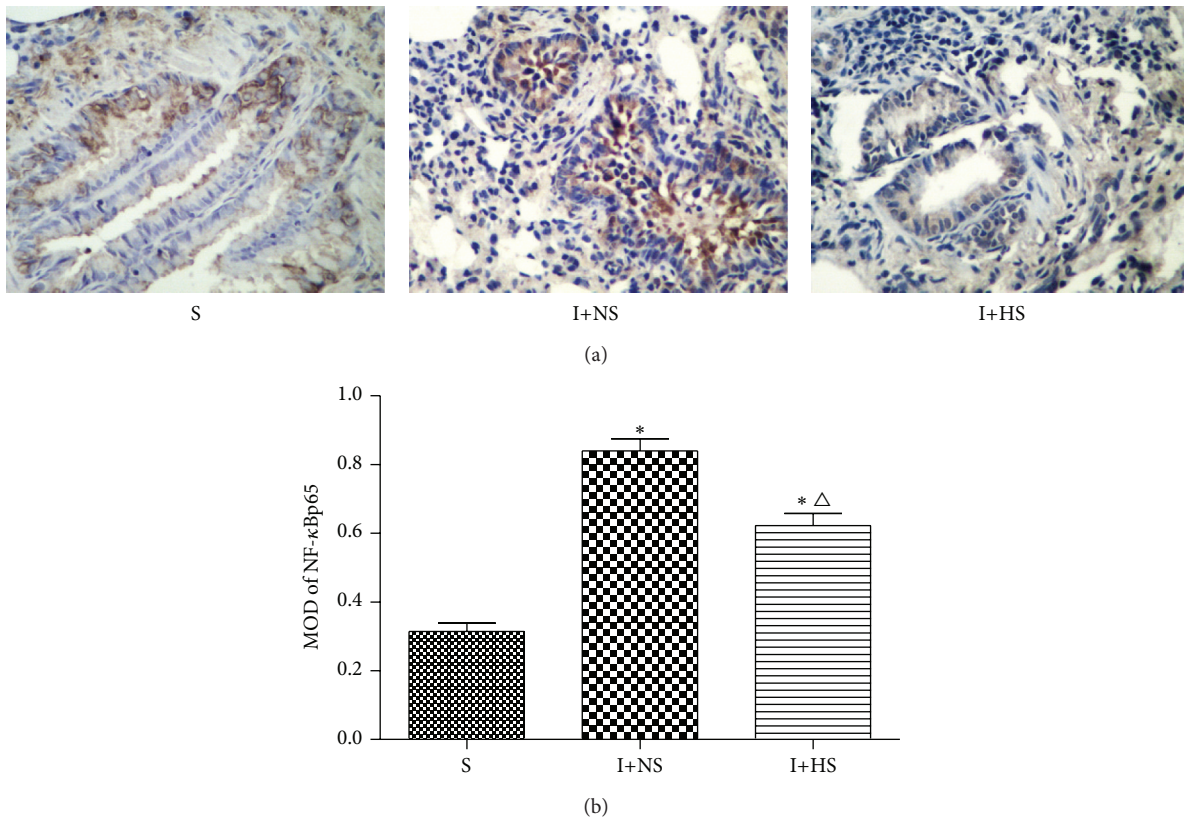 S
I+NS
I+HS
(a)
MOD of NF-κBp65
1.0
0.8
0.6
0.4
0.2
0.0
*
* △
S
I+NS
I+HS
(b)